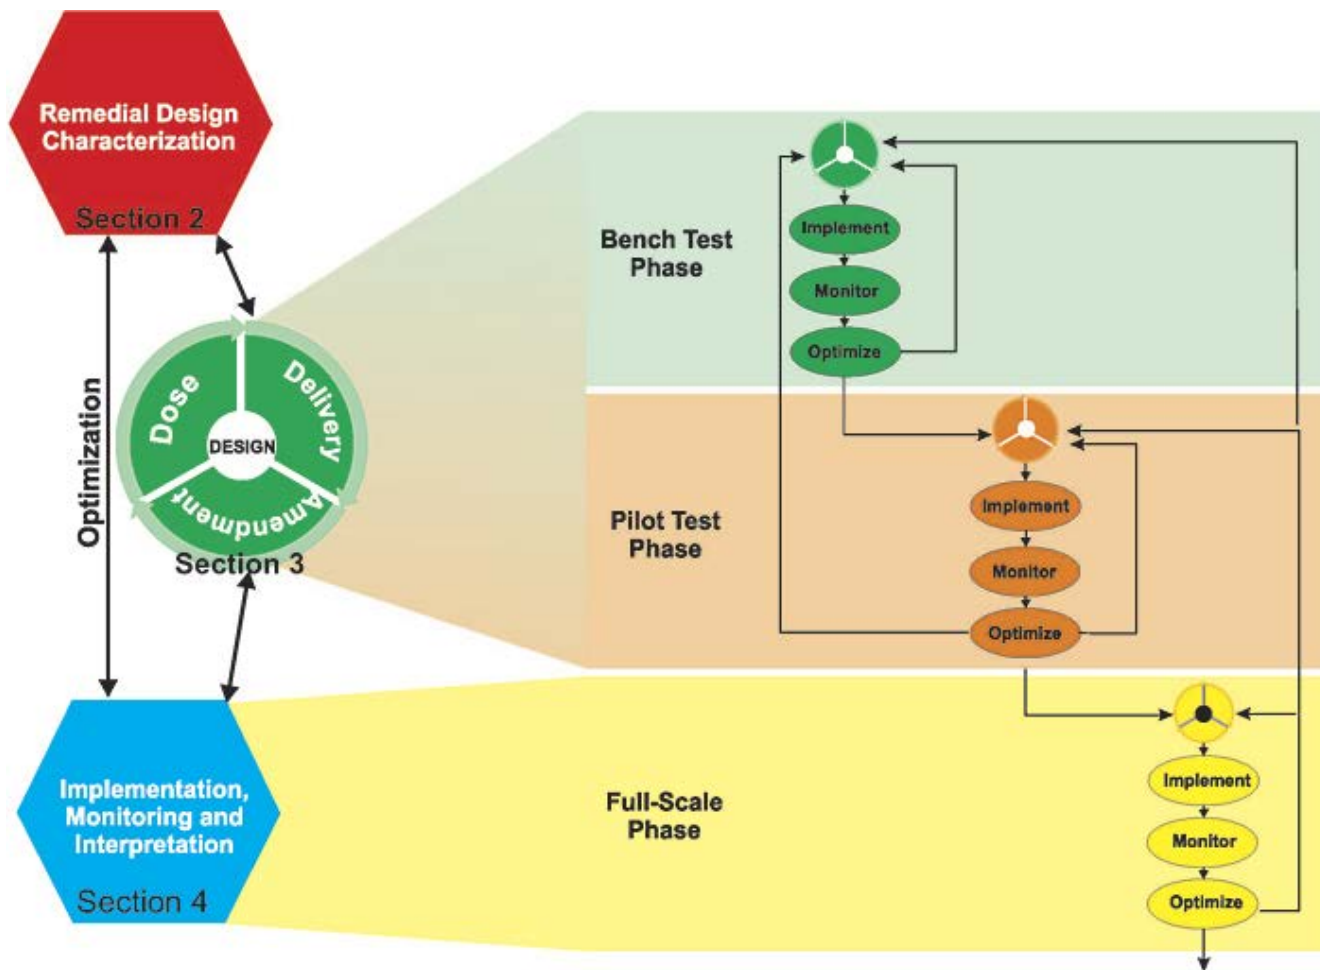 Remedial Design
Characterization
Section 2
Optimization
Dose
Delivery
Amendment
DESIGN
Section 3
Implementation,
Monitoring and
Interpretation
Section 4
Bench Test
Phase
Implement
Monitor
Optimize
Pilot Test
Phase
Implement
Monitor
Optimize
Full-Scale
Phase
Implement
Monitor
Optimize